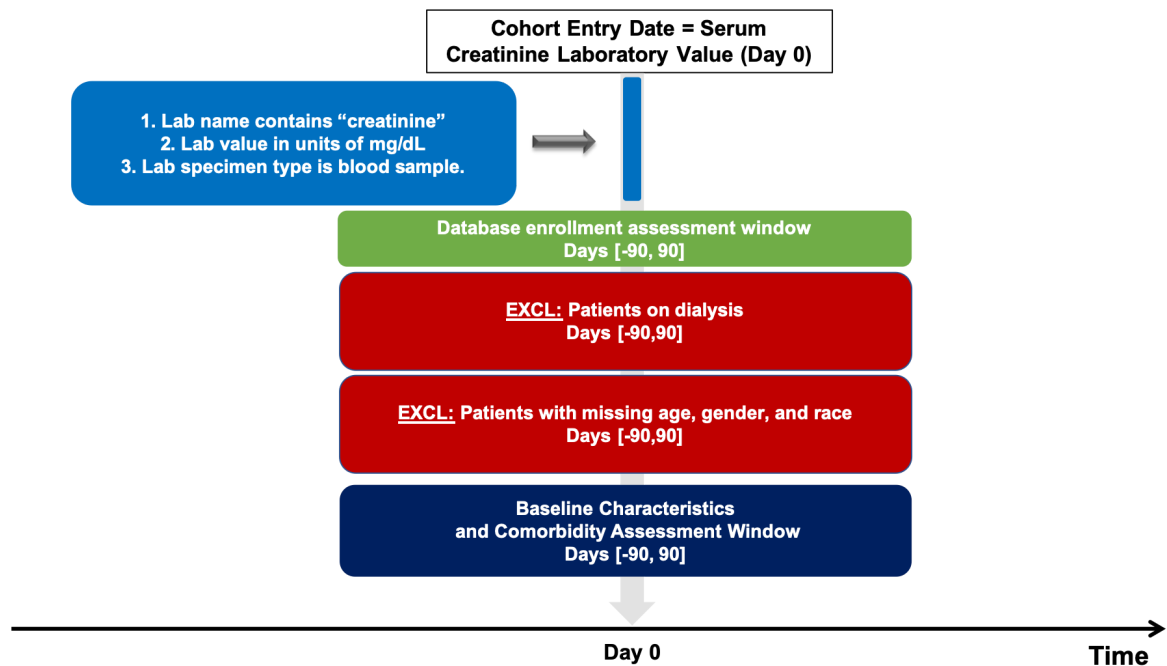 Cohort Entry Date = Serum
Creatinine Laboratory Value (Day 0)
1. Lab name contains “creatinine”
2. Lab value in units of mg/dL
3. Lab specimen type is blood sample.
Database enrollment assessment window
Days [-90, 90]
EXCL: Patients on dialysis
Days [-90,90]
EXCL: Patients with missing age, gender, and race
Days [-90,90]
Baseline Characteristics
and Comorbidity Assessment Window
Days [-90, 90]
Day 0
Time